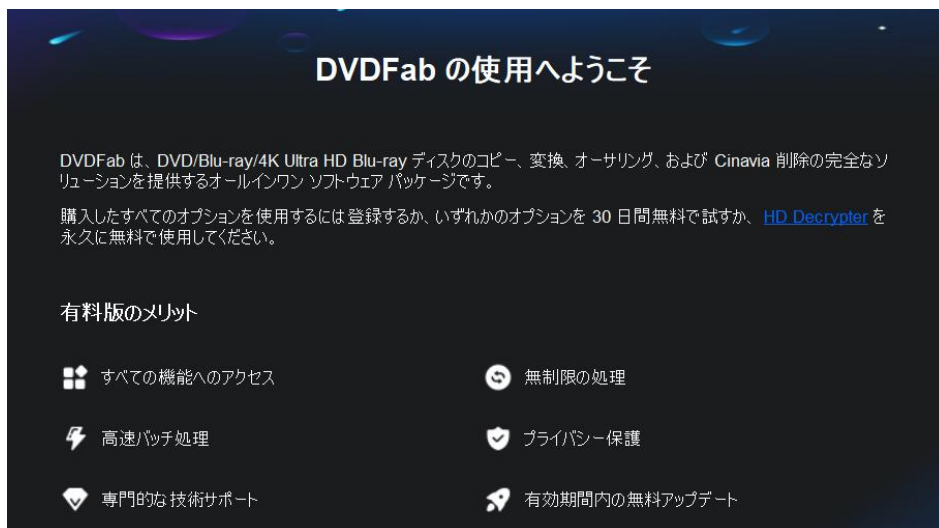 DVDFab の使用へようこそ
DVDFab は、DVD/Blu-ray/4K Ultra HD Blu-ray ディスクのコピー、変換、オーサリング、および Cinavia 削除の完全なソ
リューションを提供するオールインワン ソフトウェア パッケージです。
購入したすべてのオプションを使用するには登録するか、いずれかのオプションを 30 日間無料で試すか、 HD Decrypter を
永久に無料で使用してください。
有料版のメリット
すべての機能へのアクセス
無制限の処理
高速バッチ処理
プライバシー保護
専門的な技術サポート
有効期間内の無料アップデート